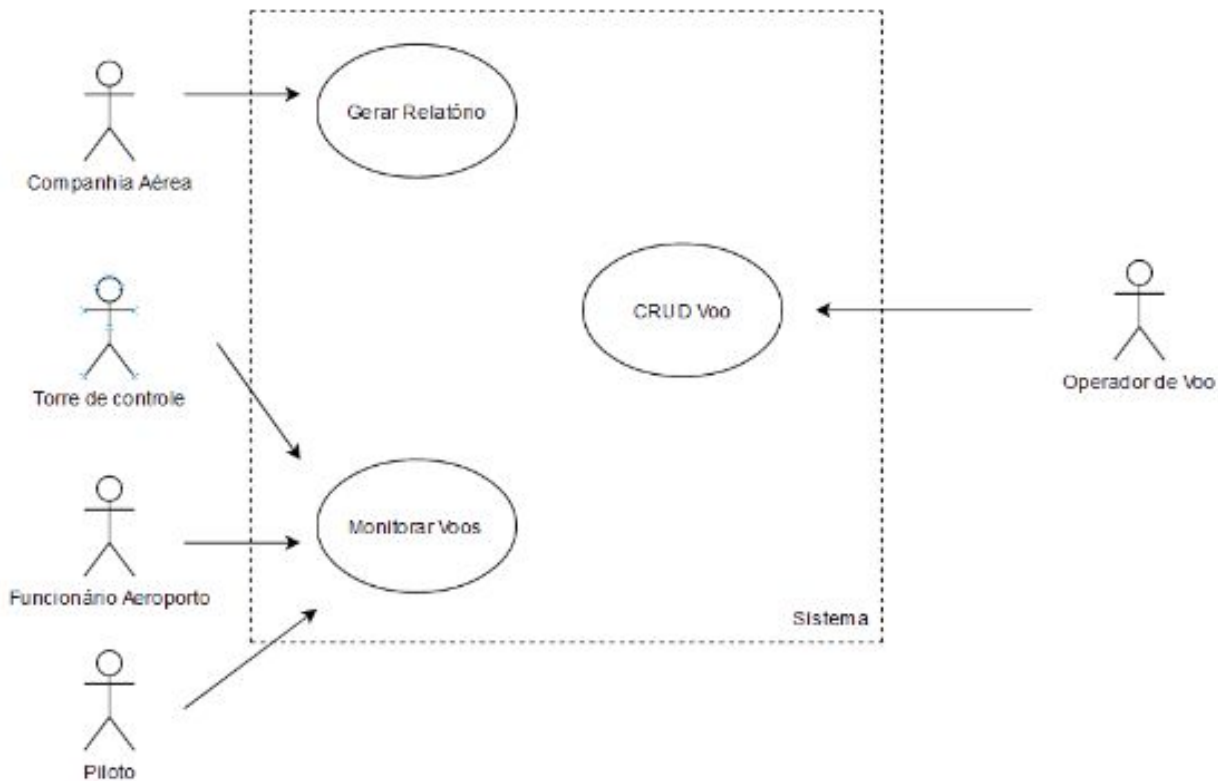 Gerar Relatório
Companhia Aérea
CRUD Voo
Torre de controle
Operador de Voo
Monitorar Voos
Funcionário Aeroporto
Sistema
Piloto